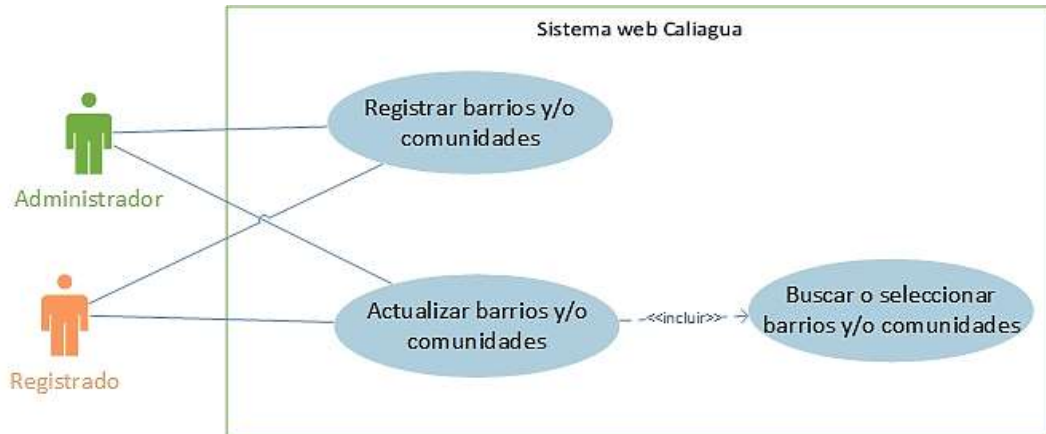 Sistema web Caliagua
Registrar barrios y/o
comunidades
Administrador
Actualizar barrios y/o
comunidades
<<incluir>>
Buscar o seleccionar
barrios y/o comunidades
Registrado